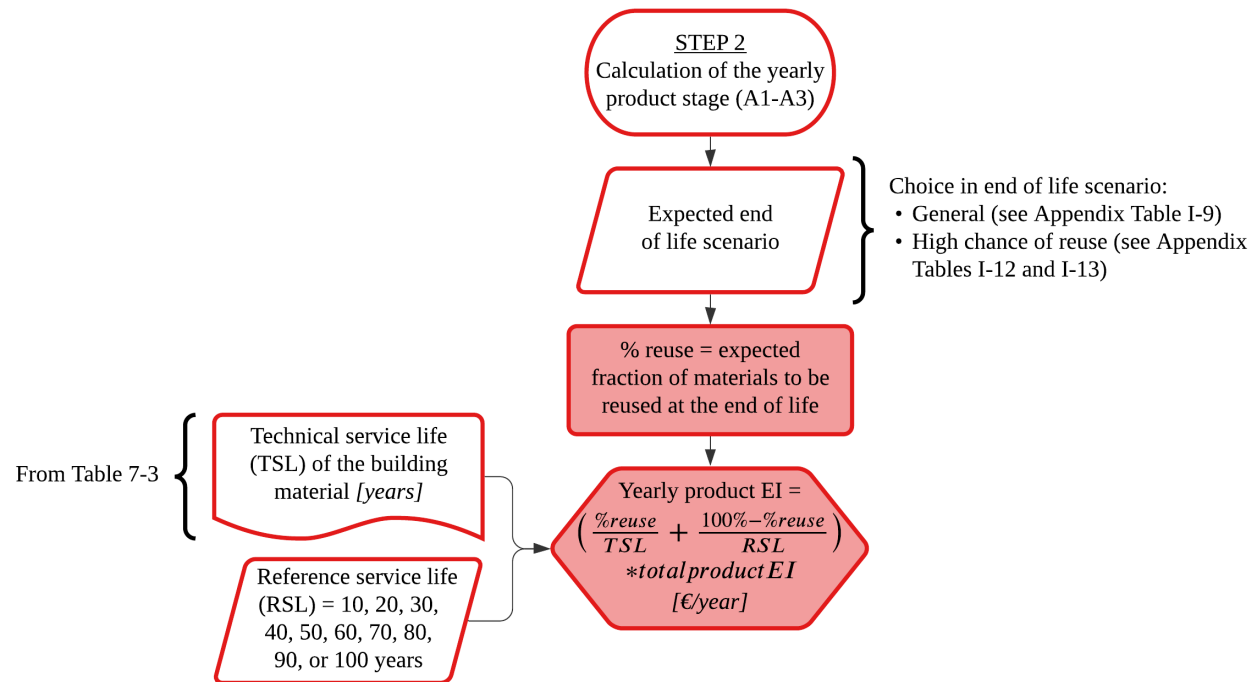 STEP 2
Calculation of the yearly
product stage (A1-A3)
Expected end
of life scenario
Choice in end of life scenario:
• General (see Appendix Table I-9)
• High chance of reuse (see Appendix
Tables I-12 and I-13)
% reuse = expected
fraction of materials to be
reused at the end of life
From Table 7-3
Technical service life
(TSL) of the building
material [years]
Reference service life
(RSL) = 10, 20, 30,
40, 50, 60, 70, 80,
90, or 100 years
Yearly product EI =
(%reuse/TSL + 100%−%reuse/RSL)
*total product EI
[€/year]